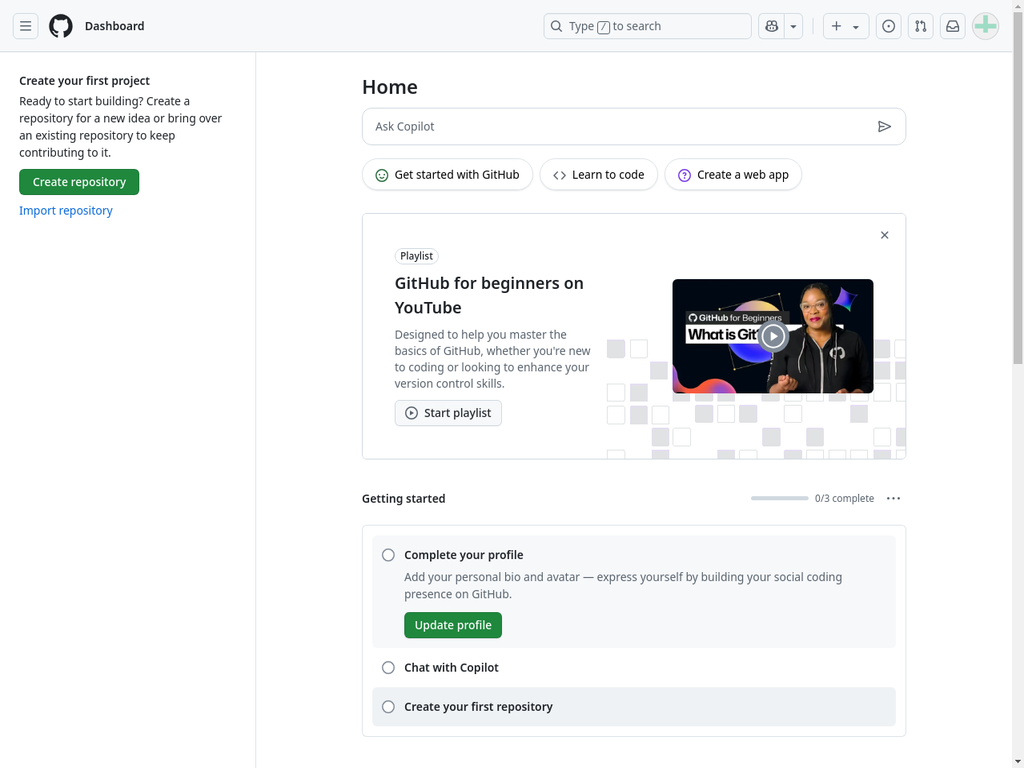 Dashboard
Type / to search
Create your first project
Ready to start building? Create a
repository for a new idea or bring over
an existing repository to keep
contributing to it.
Create repository
Import repository
Home
Ask Copilot
Get started with GitHub
Learn to code
Create a web app
Playlist
GitHub for beginners on
YouTube
Designed to help you master the
basics of GitHub, whether you're new
to coding or looking to enhance your
version control skills.
Start playlist
GitHub for Beginners
What is Git
Getting started
0/3 complete
Complete your profile
Add your personal bio and avatar — express yourself by building your social coding
presence on GitHub.
Update profile
Chat with Copilot
Create your first repository